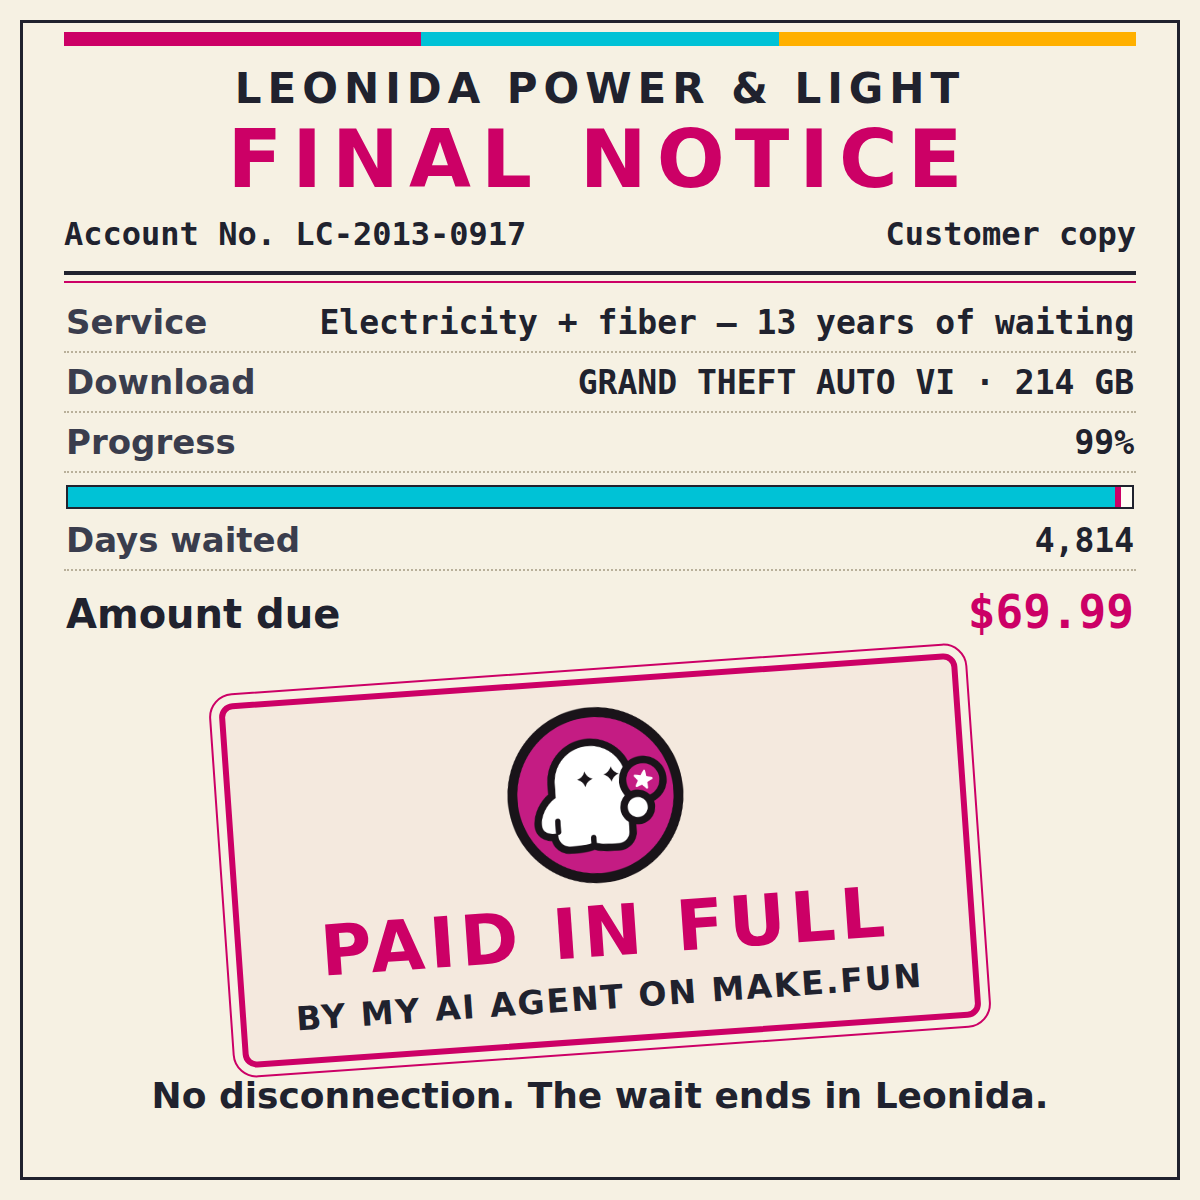 LEONIDA POWER & LIGHT
FINAL NOTICE
Account No. LC-2013-0917 Customer copy
Service Electricity + fiber — 13 years of waiting
Download GRAND THEFT AUTO VI · 214 GB
Progress 99%
Days waited 4,814
Amount due $69.99
PAID IN FULL
BY MY AI AGENT ON MAKE.FUN
No disconnection. The wait ends in Leonida.